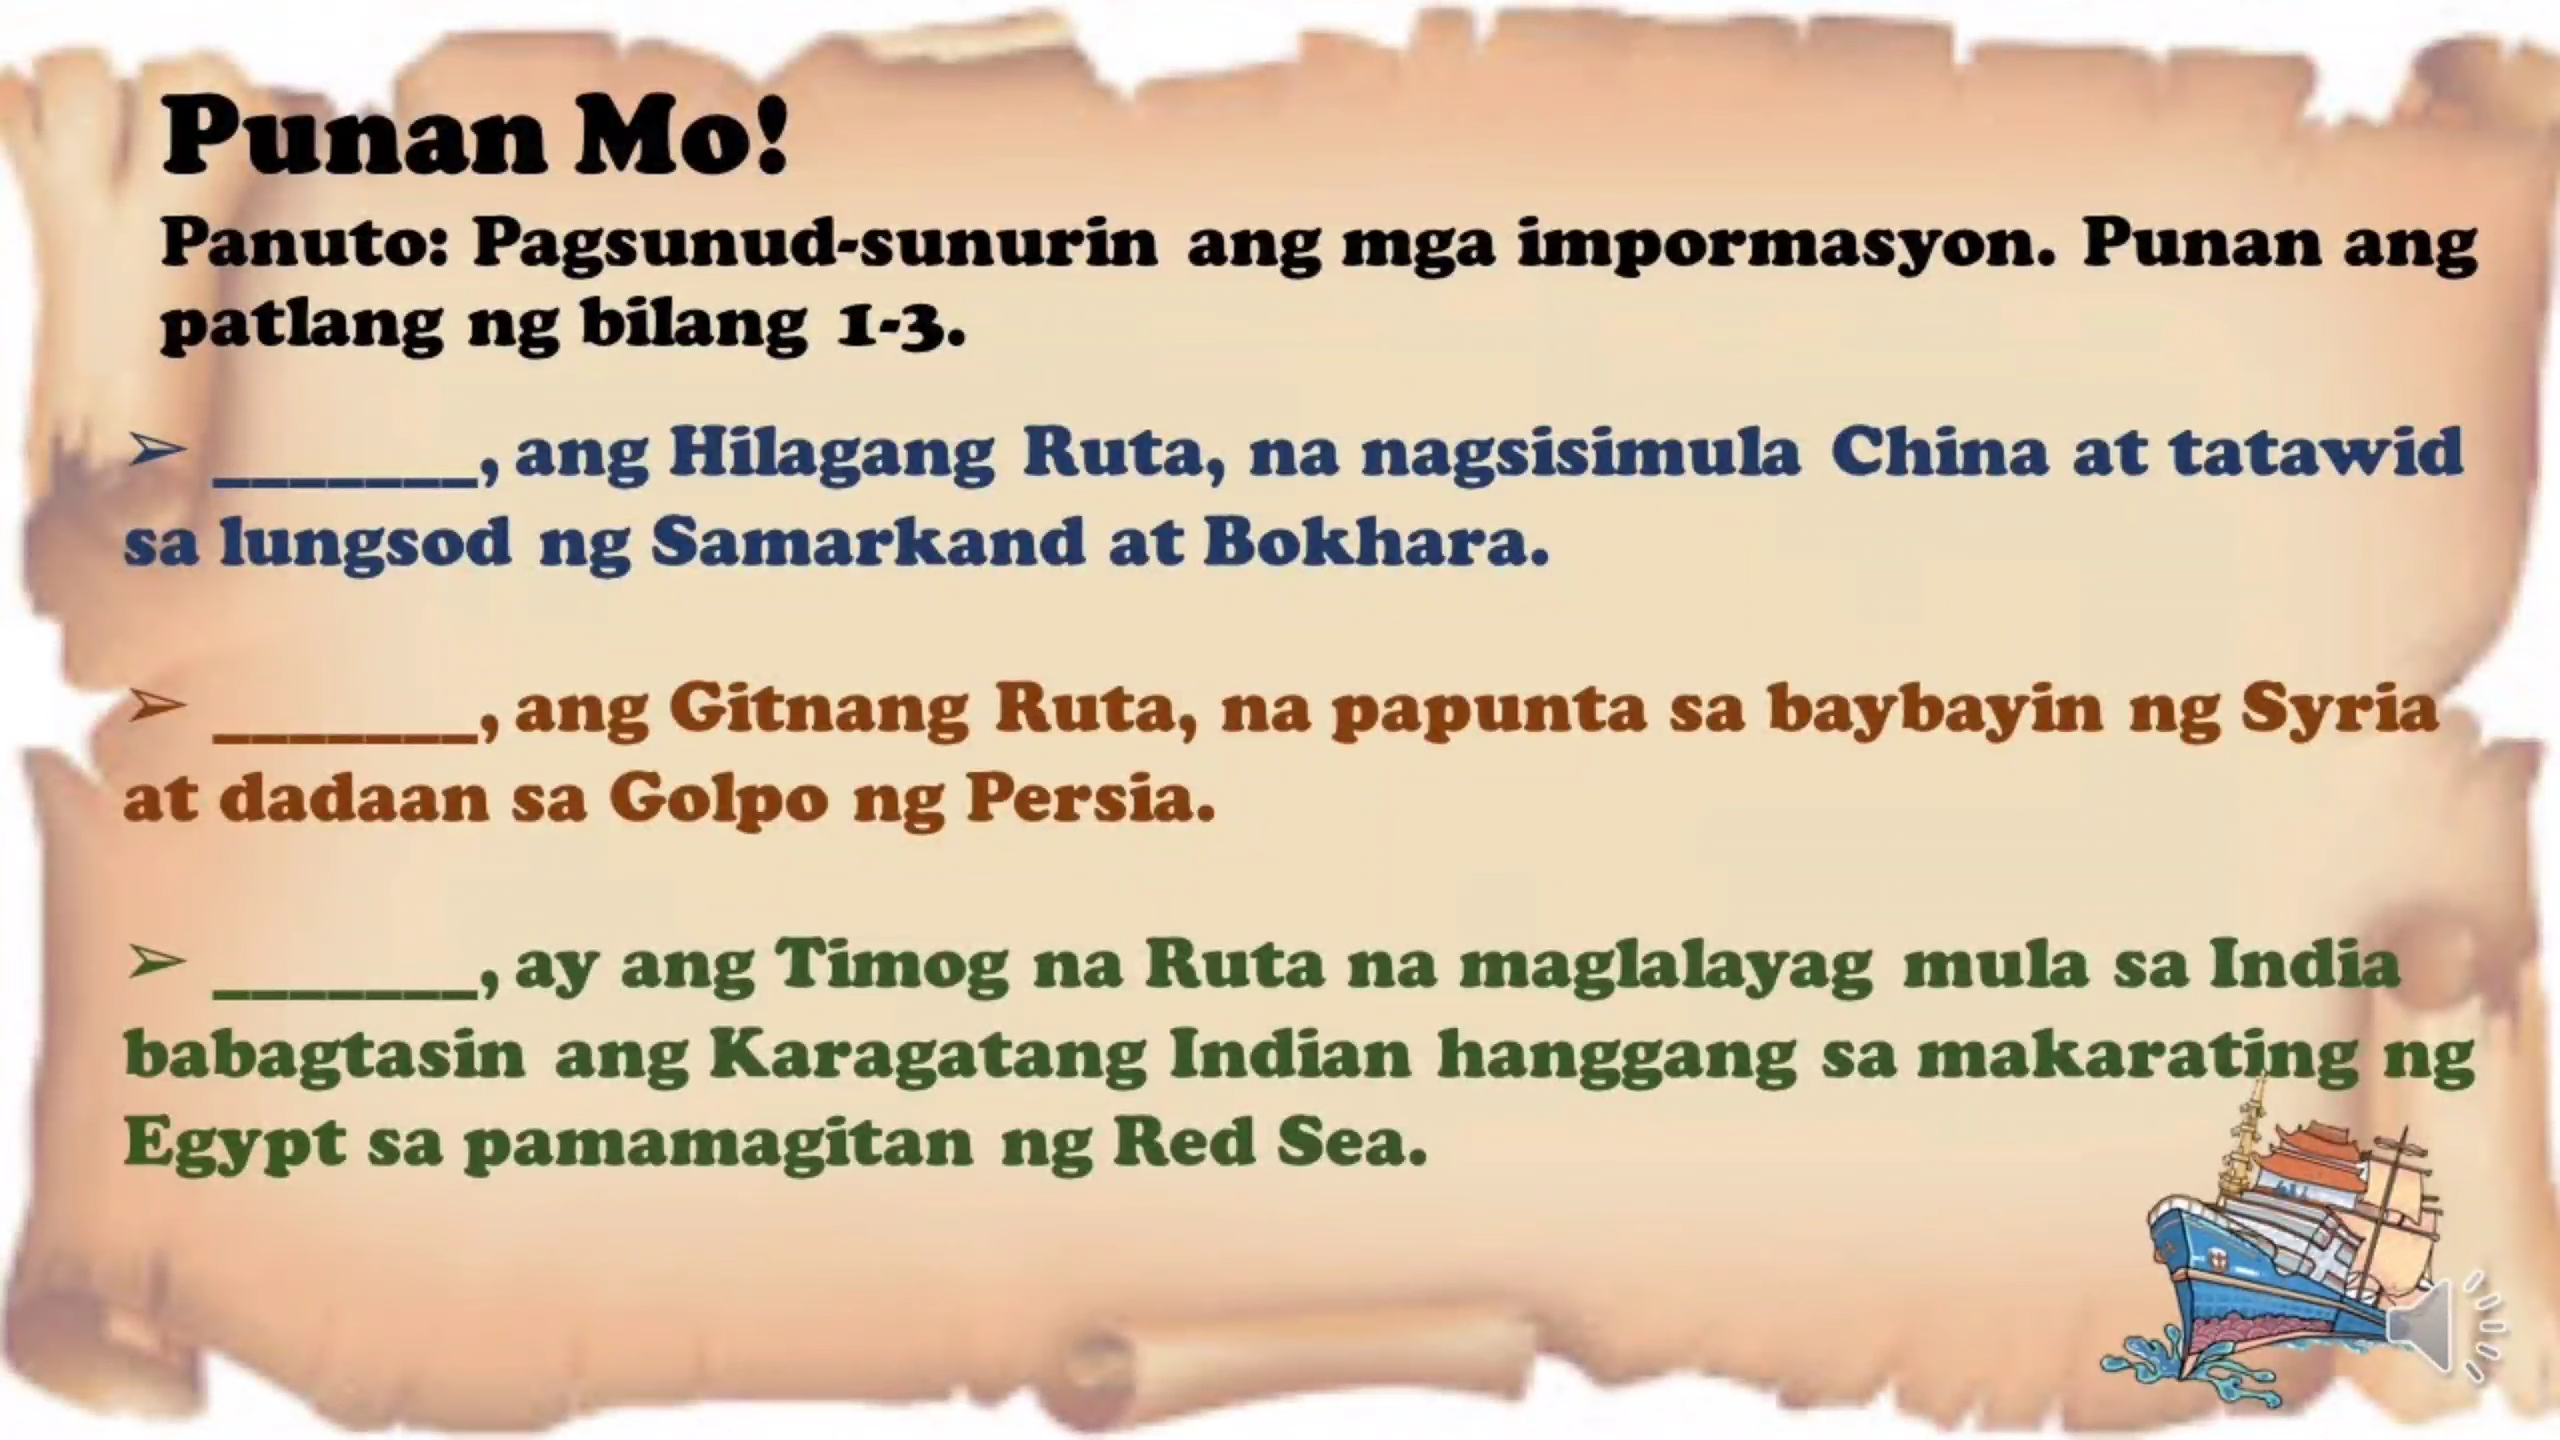 Punan Mo!
Panuto: Pagsunud-sunurin ang mga impormasyon. Punan ang
patlang ng bilang 1-3.
➢ _______, ang Hilagang Ruta, na nagsisimula China at tatawid
sa lungsod ng Samarkand at Bokhara.
➢ _______, ang Gitnang Ruta, na papunta sa baybayin ng Syria
at dadaan sa Golpo ng Persia.
➢ _______, ay ang Timog na Ruta na maglalayag mula sa India
babagtasin ang Karagatang Indian hanggang sa makarating ng
Egypt sa pamamagitan ng Red Sea.